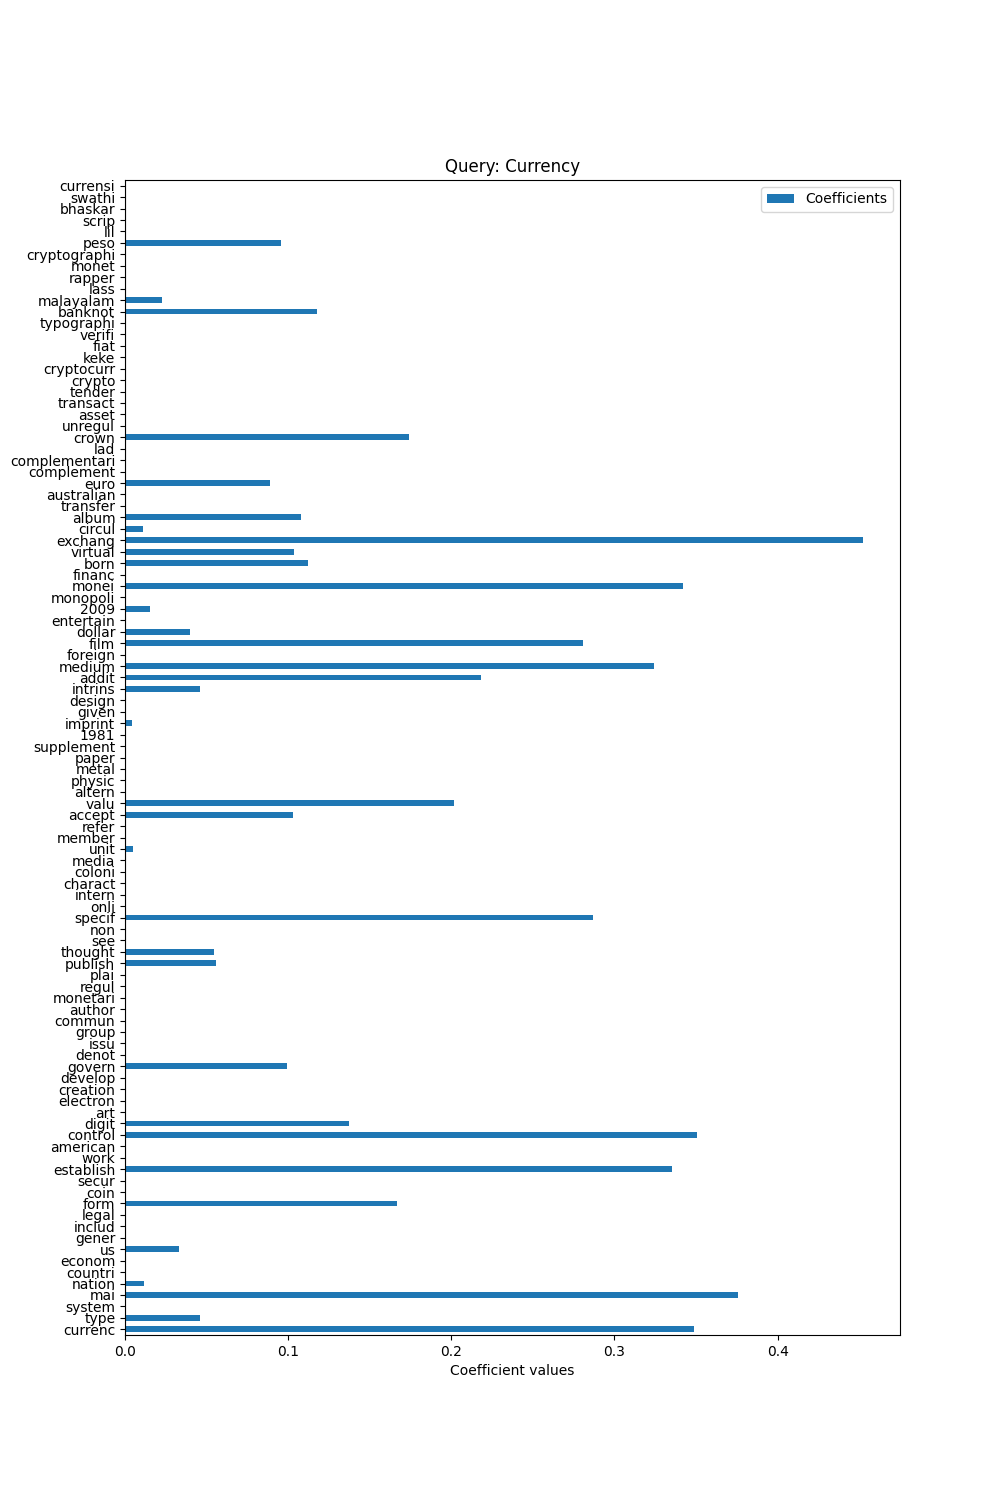 Query: Currency
Coefficients
currensi
swathi
bhaskar
scrip
lil
peso
cryptographi
monet
rapper
lass
malayalam
banknot
typographi
verifi
fiat
keke
cryptocurr
crypto
tender
transact
asset
unregul
crown
lad
complementari
complement
euro
australian
transfer
album
circul
exchang
virtual
born
financ
monei
monopoli
2009
entertain
dollar
film
foreign
medium
addit
intrins
design
given
imprint
1981
supplement
paper
metal
physic
altern
valu
accept
refer
member
unit
media
coloni
charact
intern
onli
specif
non
see
thought
publish
plai
regul
monetari
author
commun
group
issu
denot
govern
develop
creation
electron
art
digit
control
american
work
establish
secur
coin
form
legal
includ
gener
us
econom
countri
nation
mai
system
type
currenc
0.0 0.1 0.2 0.3 0.4
Coefficient values